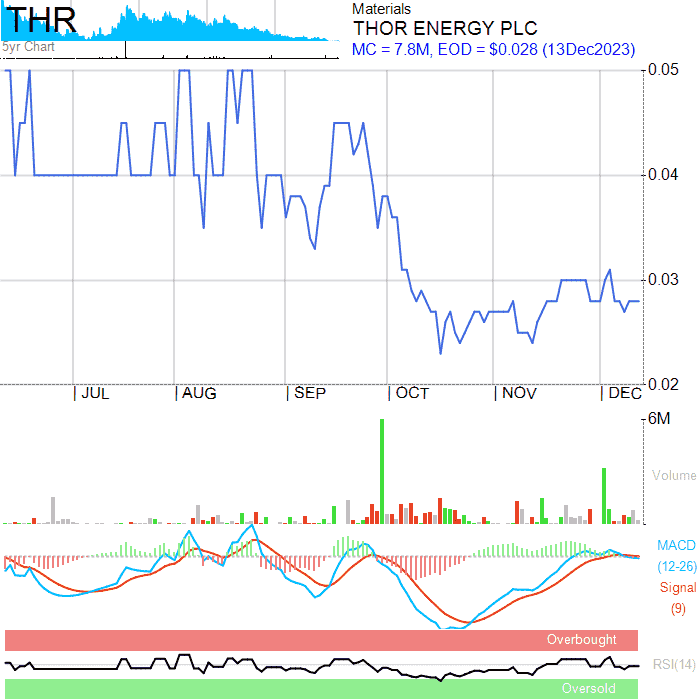 THR
5yr Chart
Materials
THOR ENERGY PLC
MC = 7.8M, EOD = $0.028 (13Dec2023)
0.05
0.04
0.03
0.02
JUL AUG SEP OCT NOV DEC
6M
Volume
MACD
(12-26)
Signal
(9)
Overbought
RSI(14)
Oversold